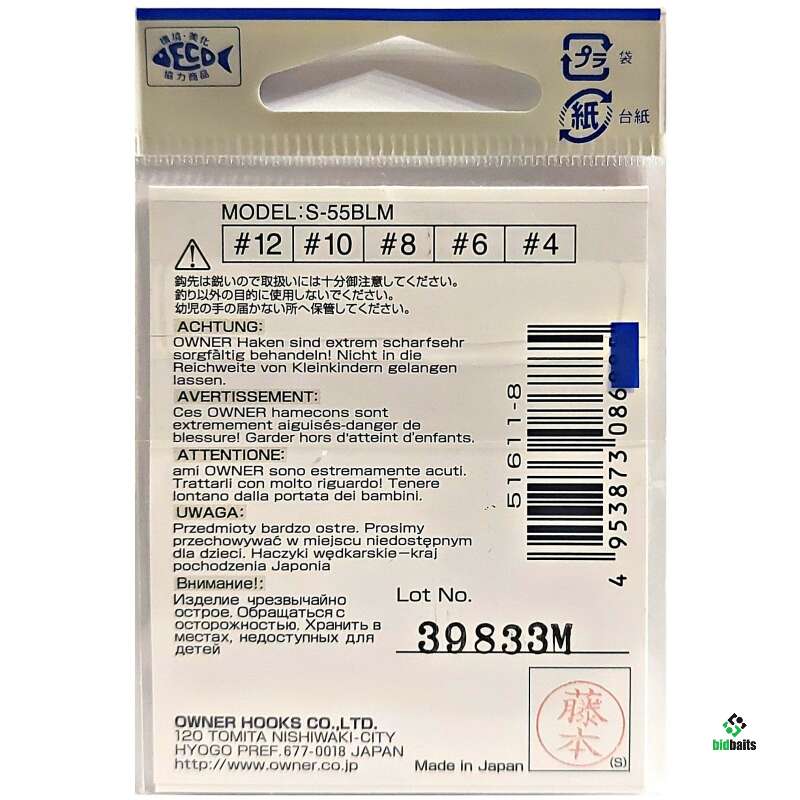 環境・美化
ECO
協力商品
プラ 袋
紙 台紙
MODEL:S-55BLM
#12 #10 #8 #6 #4
鈎先は鋭いので取扱いには十分御注意してください。
釣り以外の目的に使用しないでください。
幼児の手の届かない所へ保管してください。
ACHTUNG:
OWNER Haken sind extrem scharfsehr
sorgfältig behandeln! Nicht in die
Reichweite von Kleinkindern gelangen
lassen.
AVERTISSEMENT:
Ces OWNER hamecons sont
extremement aiguisés-danger de
blessure! Garder hors d'atteint d'enfants.
ATTENTIONE:
ami OWNER sono estremamente acuti.
Trattarli con molto riguardo! Tenere
lontano dalla portata dei bambini.
UWAGA:
Przedmioty bardzo ostre. Prosimy
przechowywać w miejscu niedostępnym
dla dzieci. Haczyki wędkarskie–kraj
pochodzenia Japonia
Внимание!:
Изделие чрезвычайно
острое. Обращаться с
осторожностью. Хранить в
местах, недоступных для
детей
51611-8
4 953873 086
Lot No.
39833M
OWNER HOOKS CO.,LTD.
120 TOMITA NISHIWAKI-CITY
HYOGO PREF.677-0018 JAPAN
http://www.owner.co.jp
Made in Japan
藤本
(S)
bidbaits